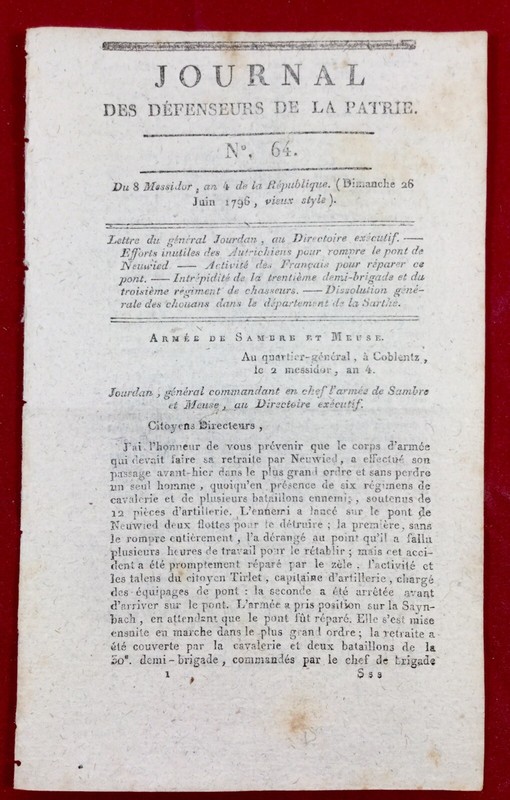 JOURNAL
DES DÉFENSEURS DE LA PATRIE.
N°. 64.
Du 8 Messidor, an 4 de la République. (Dimanche 26
Juin 1796, vieux style).
Lettre du général Jourdan, au Directoire exécutif. —
Efforts inutiles des Autrichiens pour rompre le pont de
Neuwied — Activité des Français pour réparer ce
pont. — Intrépidité de la trentième demi-brigade et du
troisième régiment de chasseurs. — Dissolution géné-
rale des chouans dans le département de la Sarthe.
ARMÉE DE SAMBRE ET MEUSE.
Au quartier-général, à Coblentz,
le 2 messidor, an 4.
Jourdan, général commandant en chef l'armée de Sambre
et Meuse, au Directoire exécutif.
Citoyens Directeurs,
J'ai l'honneur de vous prévenir que le corps d'armée
qui devait faire sa retraite par Neuwied, a effectué son
passage avant-hier dans le plus grand ordre et sans perdre
un seul homme, quoiqu'en présence de six régimens de
cavalerie et de plusieurs bataillons ennemis, soutenus de
12 pièces d'artillerie. L'ennemi a lancé sur le pont de
Neuwied deux flottes pour le détruire; la première, sans
le rompre entiérement, l'a dérangé au point qu'il a fallu
plusieurs heures de travail pour le rétablir; mais cet acci-
dent a été promptement réparé par le zèle, l'activité et
les talens du citoyen Tirlet, capitaine d'artillerie, chargé
des équipages de pont: la seconde a été arrêtée avant
d'arriver sur le pont. L'armée a pris position sur la Sayn-
bach, en attendant que le pont fût réparé. Elle s'est mise
ensuite en marche dans le plus grand ordre; la retraite a
été couverte par la cavalerie et deux bataillons de la
30e. demi-brigade, commandés par le chef de brigade
1 Sss